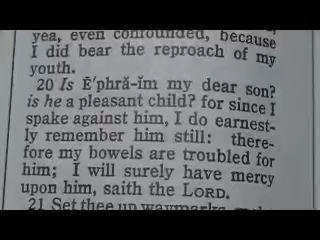 yea, even confounded, because
I did bear the reproach of my
youth.
20 Is Ē′phră-ĭm my dear son?
is he a pleasant child? for since I
spake against him, I do earnest-
ly remember him still: there-
fore my bowels are troubled for
him; I will surely have mercy
upon him, saith the LORD.
21 Set thee up waymarks, make